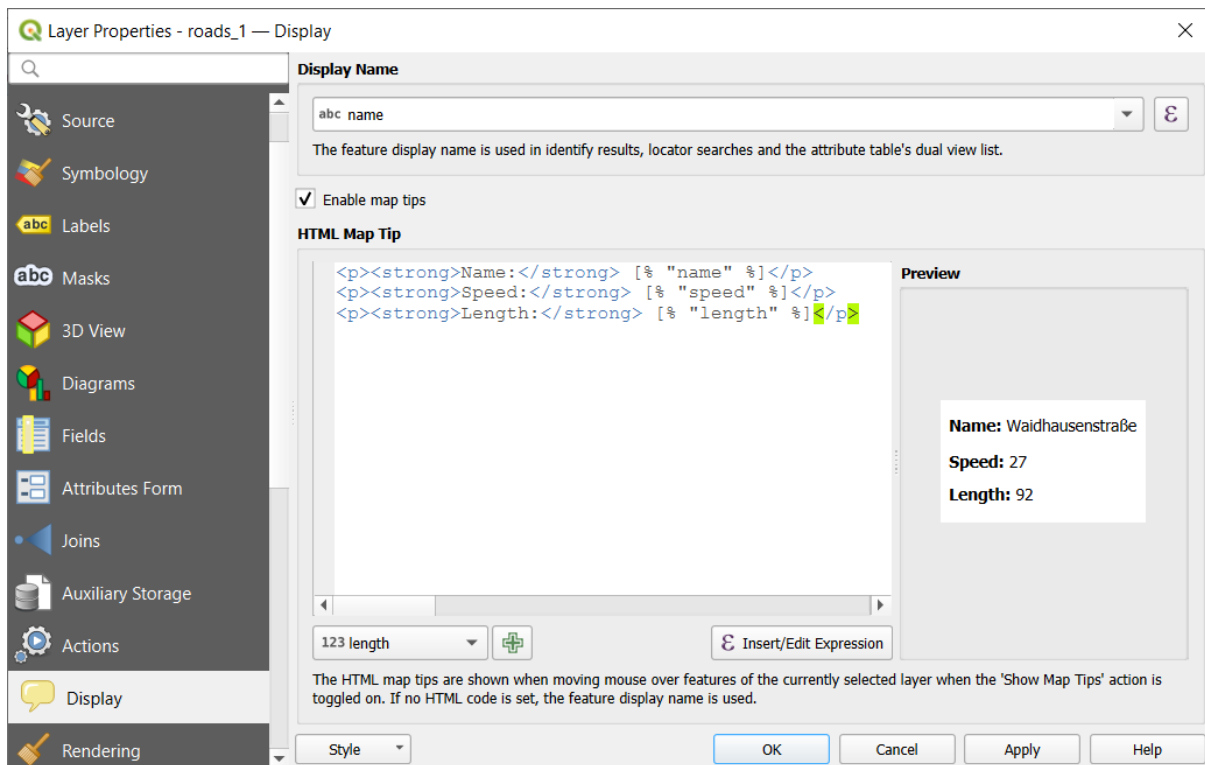 Layer Properties - roads_1 — Display
Source
Symbology
abc Labels
abc Masks
3D View
Diagrams
Fields
Attributes Form
Joins
Auxiliary Storage
Actions
Display
Rendering
Display Name
abc name
ε
The feature display name is used in identify results, locator searches and the attribute table's dual view list.
Enable map tips
HTML Map Tip
<p><strong>Name:</strong> [% "name" %]</p>
<p><strong>Speed:</strong> [% "speed" %]</p>
<p><strong>Length:</strong> [% "length" %]</p>
Preview
Name: Waidhausenstraße
Speed: 27
Length: 92
123 length
ε Insert/Edit Expression
The HTML map tips are shown when moving mouse over features of the currently selected layer when the 'Show Map Tips' action is
toggled on. If no HTML code is set, the feature display name is used.
Style
OK
Cancel
Apply
Help